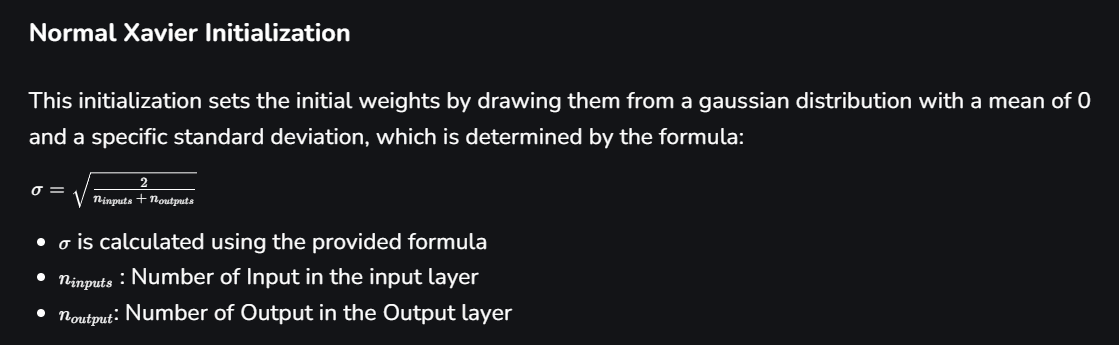 Normal Xavier Initialization
This initialization sets the initial weights by drawing them from a gaussian distribution with a mean of 0
and a specific standard deviation, which is determined by the formula:
σ = √(2 / (n_inputs + n_outputs))
• σ is calculated using the provided formula
• n_inputs : Number of Input in the input layer
• n_output: Number of Output in the Output layer